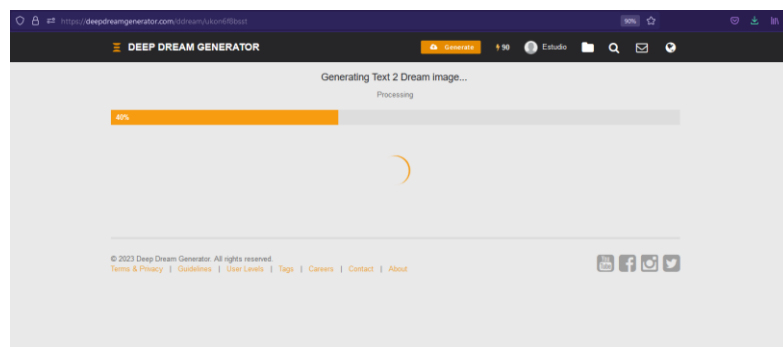 https://deepdreamgenerator.com/ddream/ukon6f8bsst
90%
DEEP DREAM GENERATOR
Generate
90
Estudio
Generating Text 2 Dream image...
Processing
40%
© 2023 Deep Dream Generator. All rights reserved.
Terms & Privacy | Guidelines | User Levels | Tags | Careers | Contact | About
You
Tube